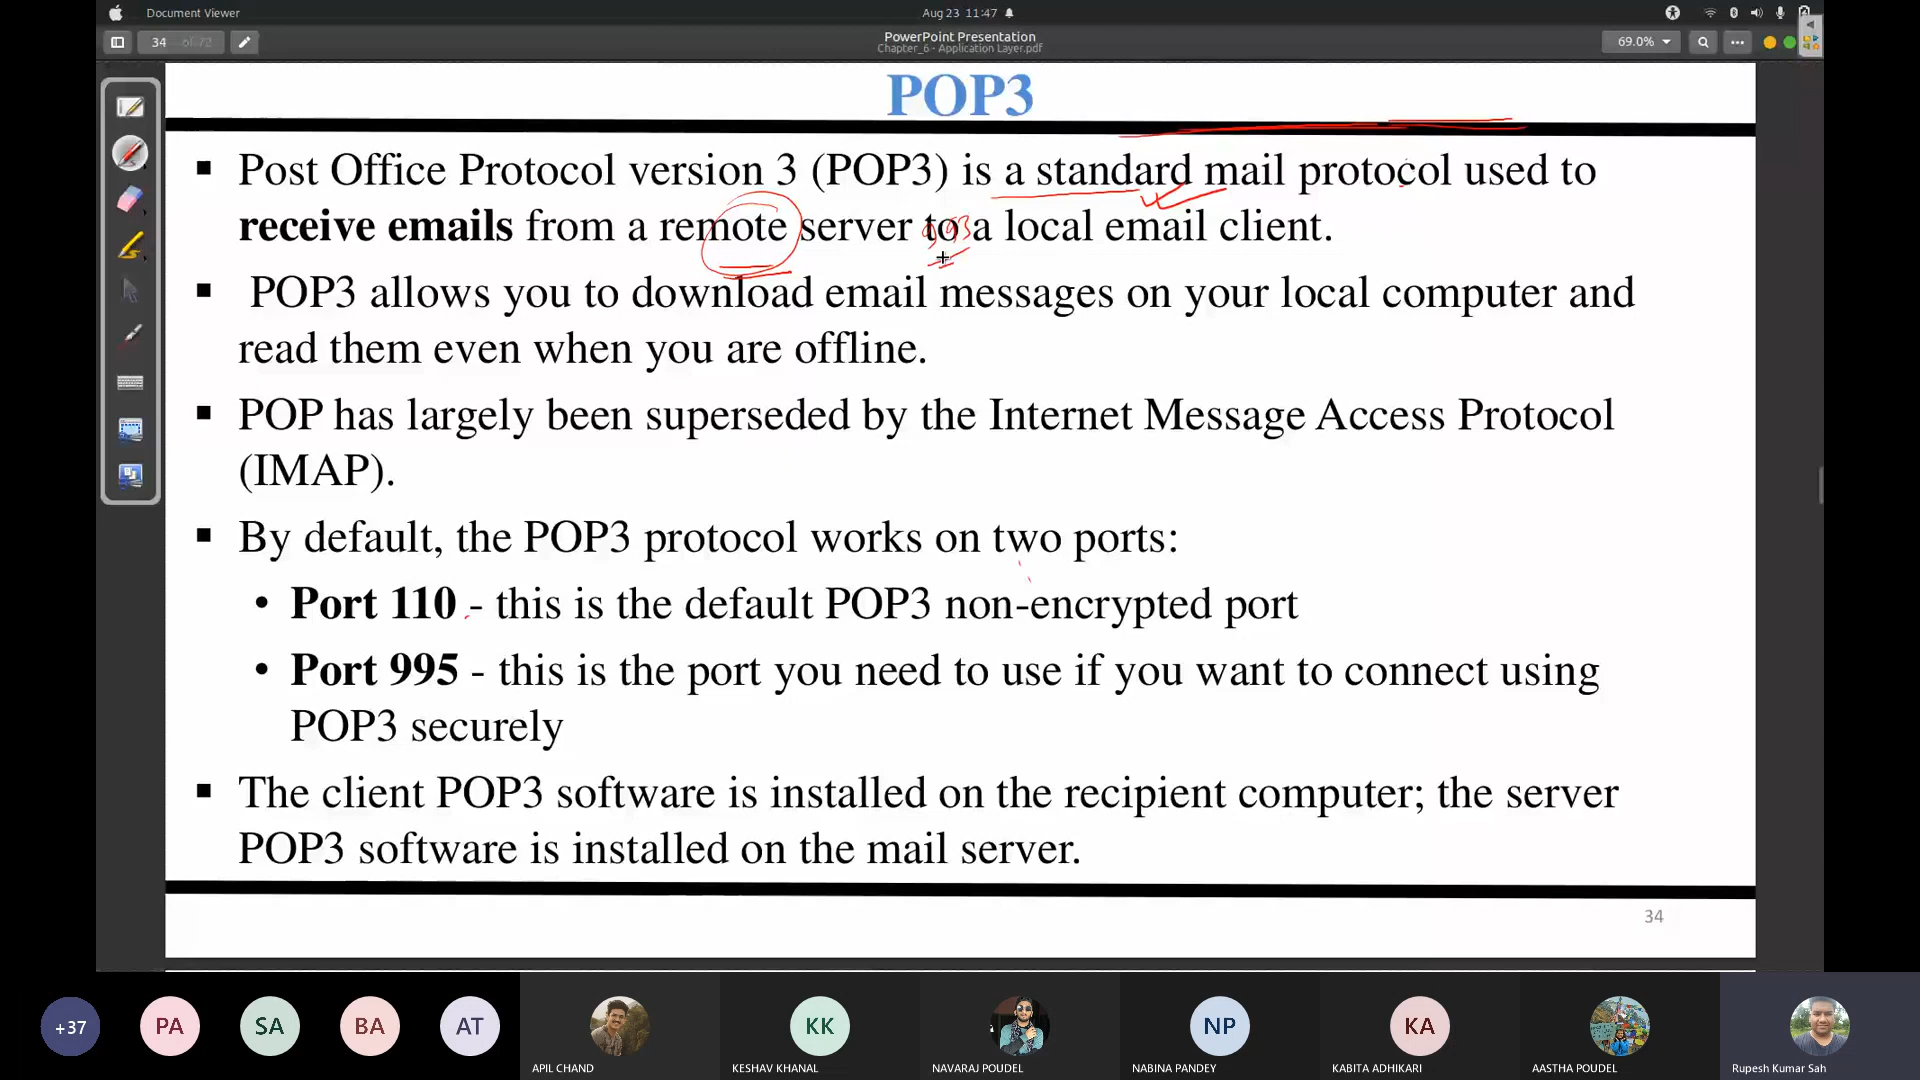 Document Viewer
Aug 23 11:47
34 of 72
PowerPoint Presentation
Chapter_6 - Application Layer.pdf
69.0%
POP3
▪ Post Office Protocol version 3 (POP3) is a standard mail protocol used to
receive emails from a remote server to a local email client.
993
▪ POP3 allows you to download email messages on your local computer and
read them even when you are offline.
▪ POP has largely been superseded by the Internet Message Access Protocol
(IMAP).
▪ By default, the POP3 protocol works on two ports:
• Port 110 - this is the default POP3 non-encrypted port
• Port 995 - this is the port you need to use if you want to connect using
POP3 securely
▪ The client POP3 software is installed on the recipient computer; the server
POP3 software is installed on the mail server.
34
+37
PA
SA
BA
AT
KK
NP
KA
APIL CHAND
KESHAV KHANAL
NAVARAJ POUDEL
NABINA PANDEY
KABITA ADHIKARI
AASTHA POUDEL
Rupesh Kumar Sah